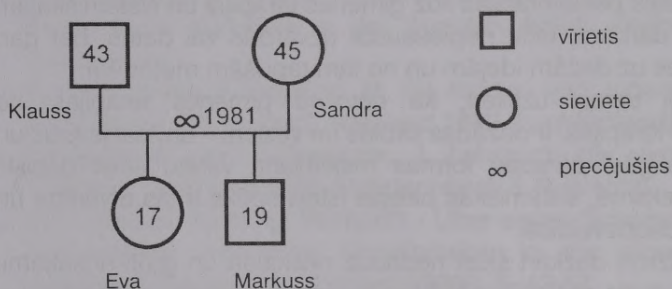 43
45
vīrietis
Klauss
∞ 1981
Sandra
sieviete
17
19
∞ precējušies
Eva
Markuss